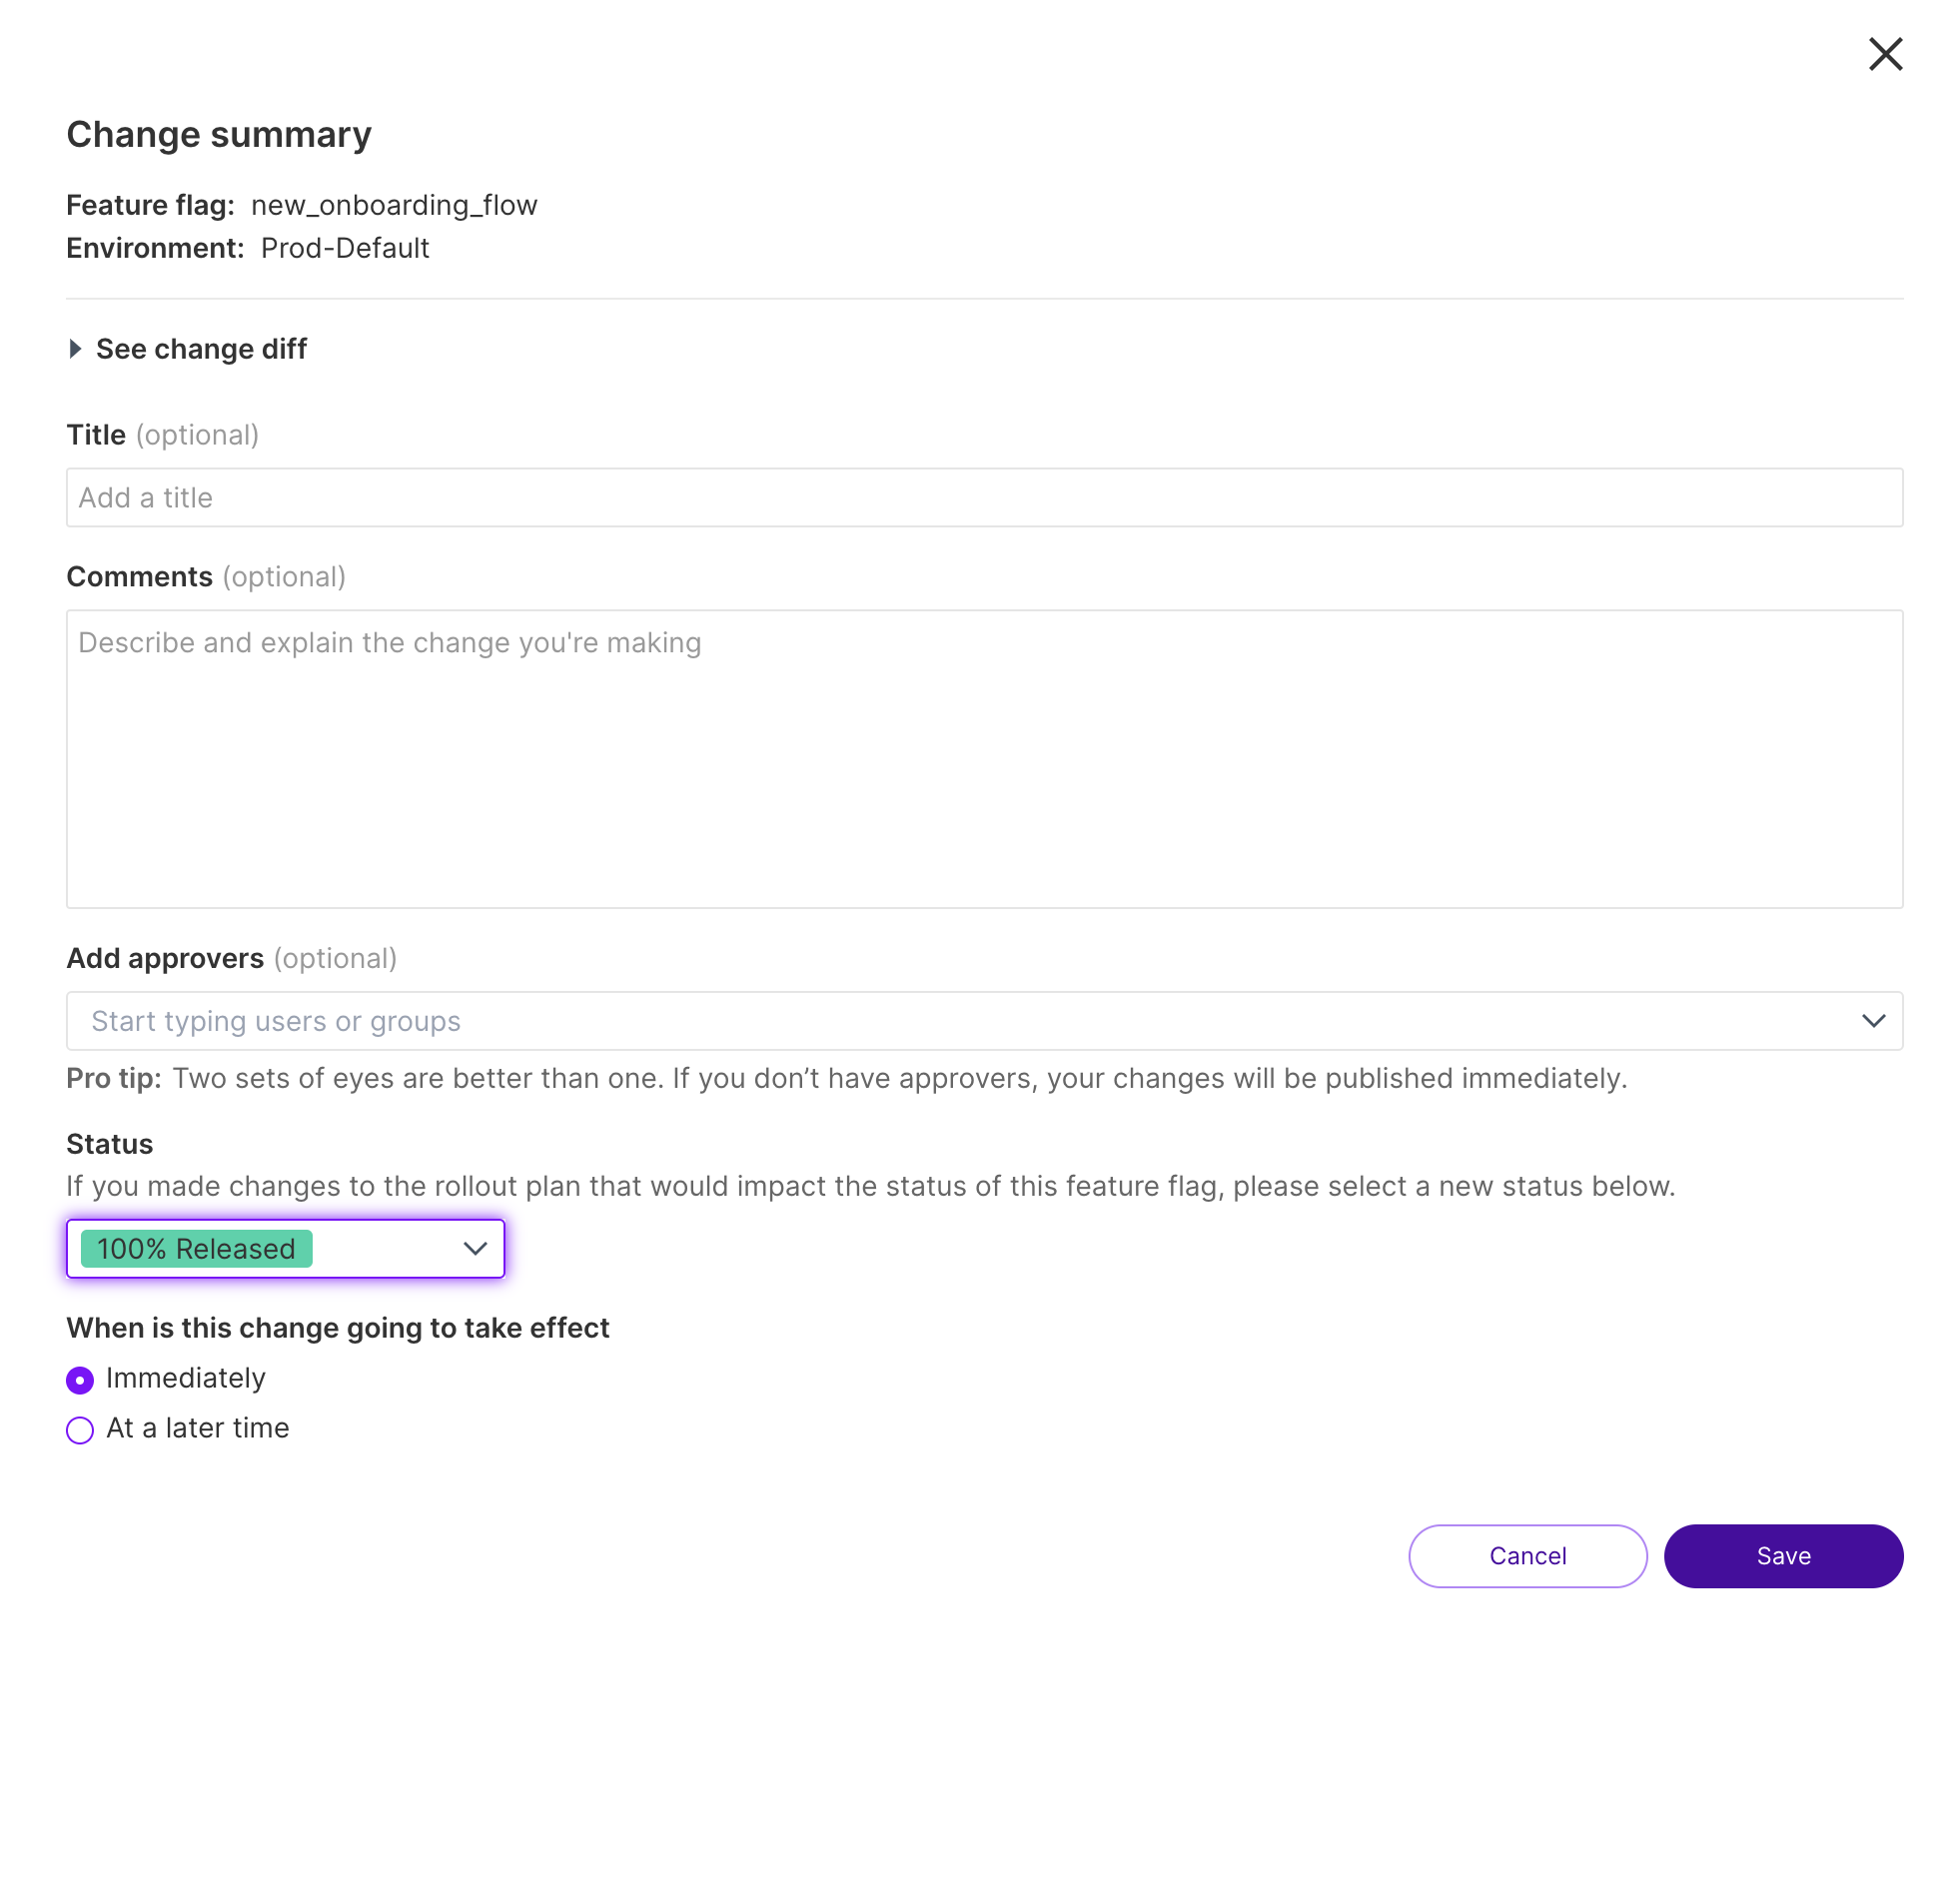 Change summary
Feature flag: new_onboarding_flow
Environment: Prod-Default
See change diff
Title (optional)
Add a title
Comments (optional)
Describe and explain the change you're making
Add approvers (optional)
Start typing users or groups
Pro tip: Two sets of eyes are better than one. If you don’t have approvers, your changes will be published immediately.
Status
If you made changes to the rollout plan that would impact the status of this feature flag, please select a new status below.
100% Released
When is this change going to take effect
Immediately
At a later time
Cancel Save